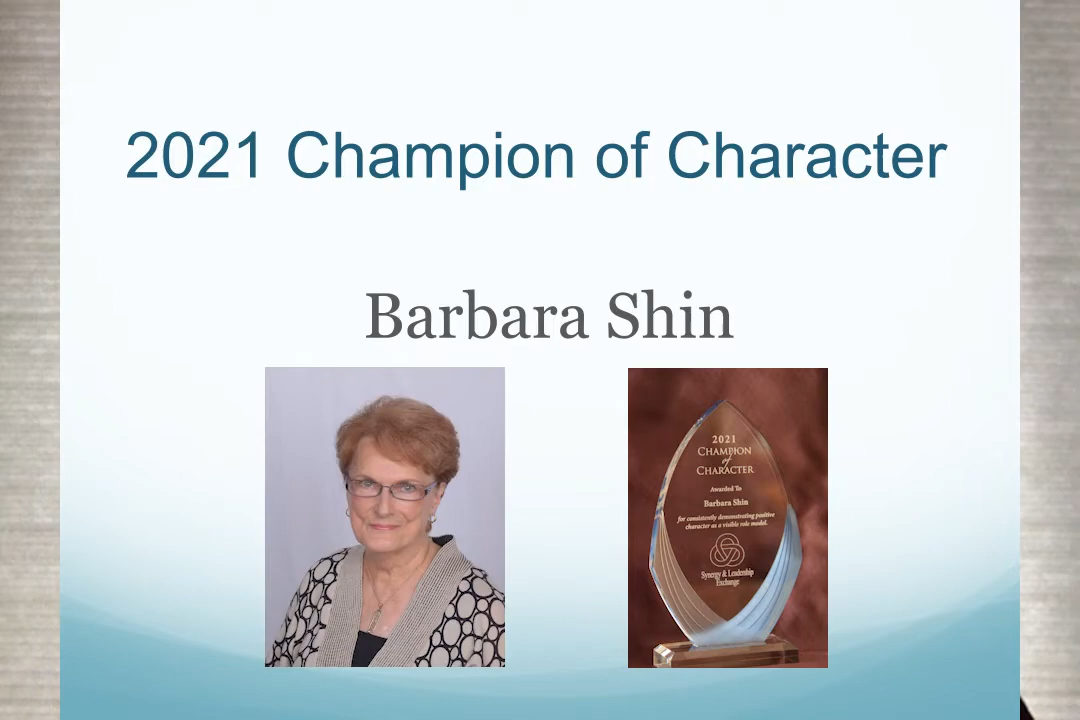 2021 Champion of Character
Barbara Shin
2021
CHAMPION
of
CHARACTER
Awarded To
Barbara Shin
for consistently demonstrating positive
character as a visible role model.
Synergy & Leadership
Exchange